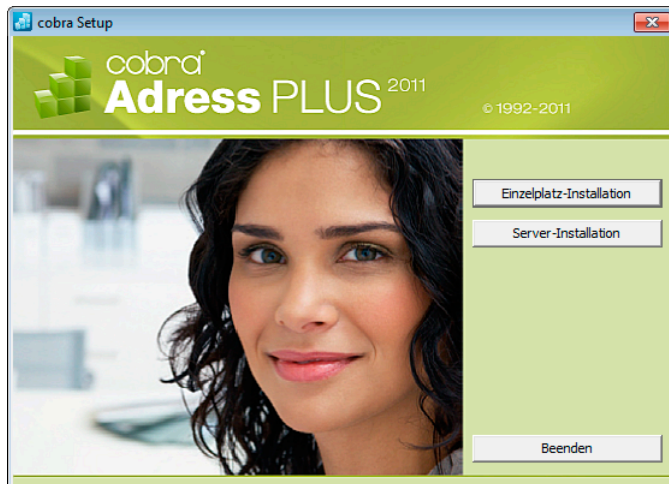 cobra Setup
cobra
Adress PLUS 2011
© 1992-2011
Einzelplatz-Installation
Server-Installation
Beenden